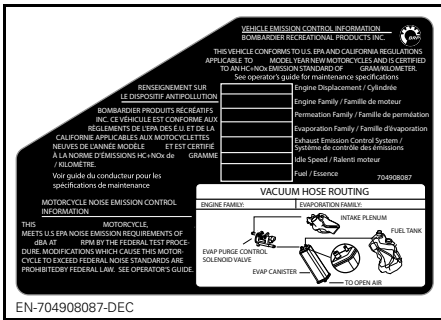 VEHICLE EMISSION CONTROL INFORMATION
BOMBARDIER RECREATIONAL PRODUCTS INC.
brp
THIS VEHICLE CONFORMS TO U.S. EPA AND CALIFORNIA REGULATIONS
APPLICABLE TO MODEL YEAR NEW MOTORCYCLES AND IS CERTIFIED
TO AN HC+NOx EMISSION STANDARD OF GRAM/KILOMETER.
See operator's guide for maintenance specifications
RENSEIGNEMENT SUR
LE DISPOSITIF ANTIPOLLUTION
BOMBARDIER PRODUITS RÉCRÉATIFS
INC. CE VÉHICULE EST CONFORME AUX
RÈGLEMENTS DE L'EPA DES É.U. ET DE LA
CALIFORNIE APPLICABLES AUX MOTOCYCLETTES
NEUVES DE L'ANNÉE MODÈLE ET EST CERTIFIÉ
À LA NORME D'ÉMISSIONS HC+NOx DE GRAMME
/ KILOMÈTRE.
Voir guide du conducteur pour les
spécifications de maintenance
Engine Displacement / Cylindrée
Engine Family / Famille de moteur
Permeation Family / Famille de perméation
Evaporation Family / Famille d'évaporation
Exhaust Emission Control System /
Système de contrôle des émissions
Idle Speed / Ralenti moteur
Fuel / Essence
704908087
MOTORCYCLE NOISE EMISSION CONTROL
INFORMATION
THIS MOTORCYCLE,
MEETS U.S EPA NOISE EMISSION REQUIREMENTS OF
dBA AT RPM BY THE FEDERAL TEST PROCE-
DURE. MODIFICATIONS WHICH CAUSE THIS MOTOR-
CYCLE TO EXCEED FEDERAL NOISE STANDARDS ARE
PROHIBITEDBY FEDERAL LAW. SEE OPERATOR'S GUIDE.
VACUUM HOSE ROUTING
ENGINE FAMILY: EVAPORATION FAMILY:
INTAKE PLENUM
FUEL TANK
EVAP PURGE CONTROL
SOLENOID VALVE
EVAP CANISTER
TO OPEN AIR
EN-704908087-DEC